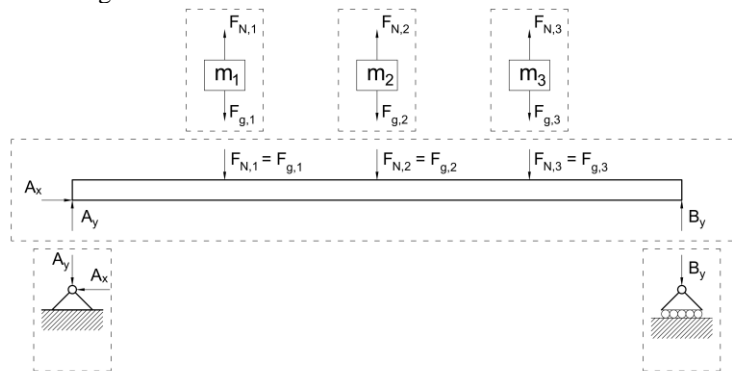 F_N,1 F_N,2 F_N,3
m_1 m_2 m_3
F_g,1 F_g,2 F_g,3
F_N,1 = F_g,1 F_N,2 = F_g,2 F_N,3 = F_g,3
A_x
A_y B_y
A_y B_y
A_x